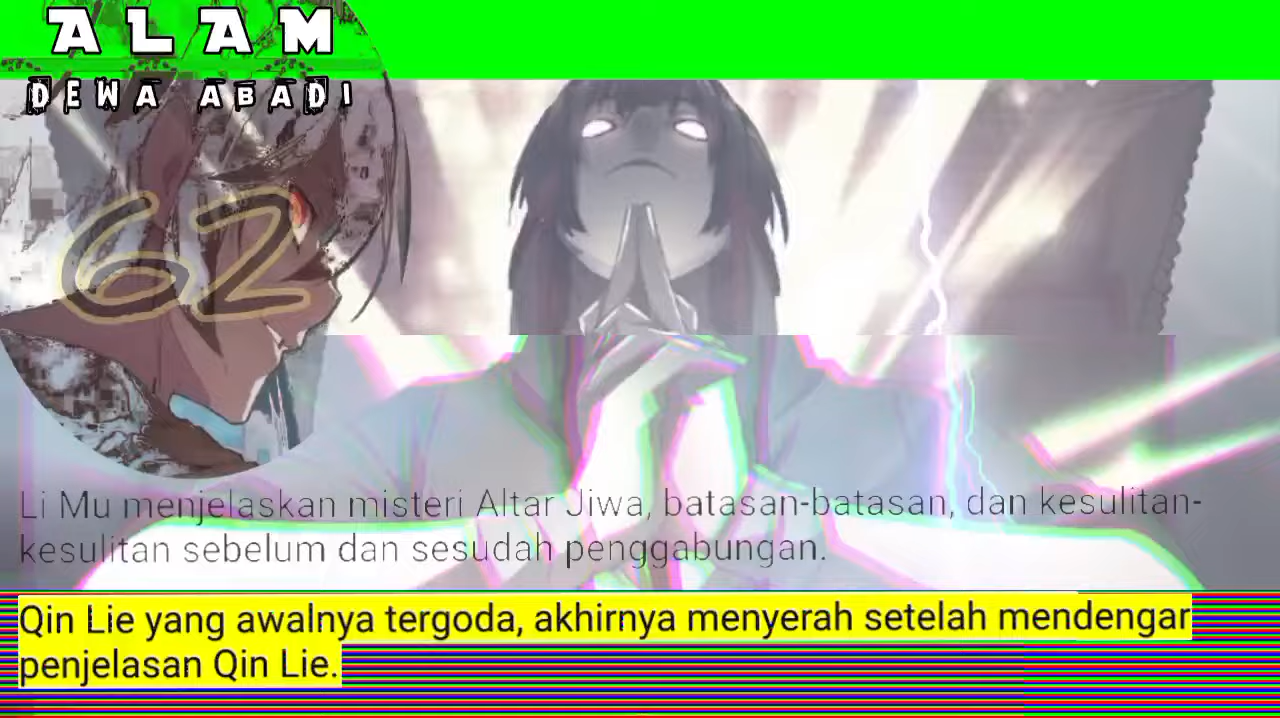 ALAM
DEWA ABADI
62
Li Mu menjelaskan misteri Altar Jiwa, batasan-batasan, dan kesulitan-
kesulitan sebelum dan sesudah penggabungan.
Qin Lie yang awalnya tergoda, akhirnya menyerah setelah mendengar
penjelasan Qin Lie.